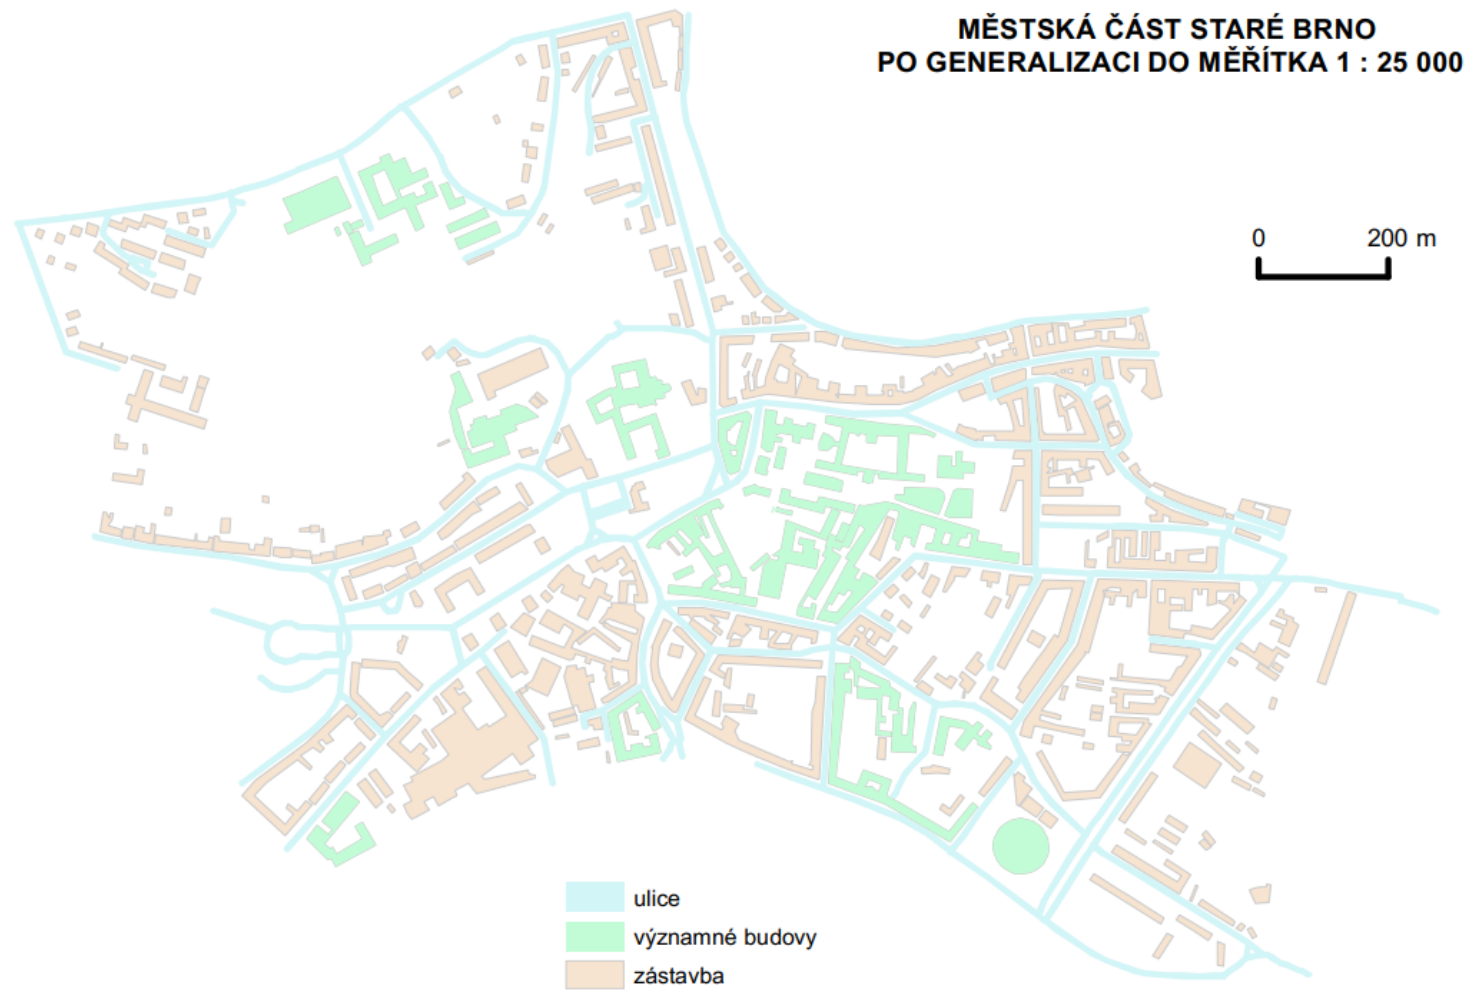 MĚSTSKÁ ČÁST STARÉ BRNO
PO GENERALIZACI DO MĚŘÍTKA 1 : 25 000
0 200 m
ulice
významné budovy
zástavba